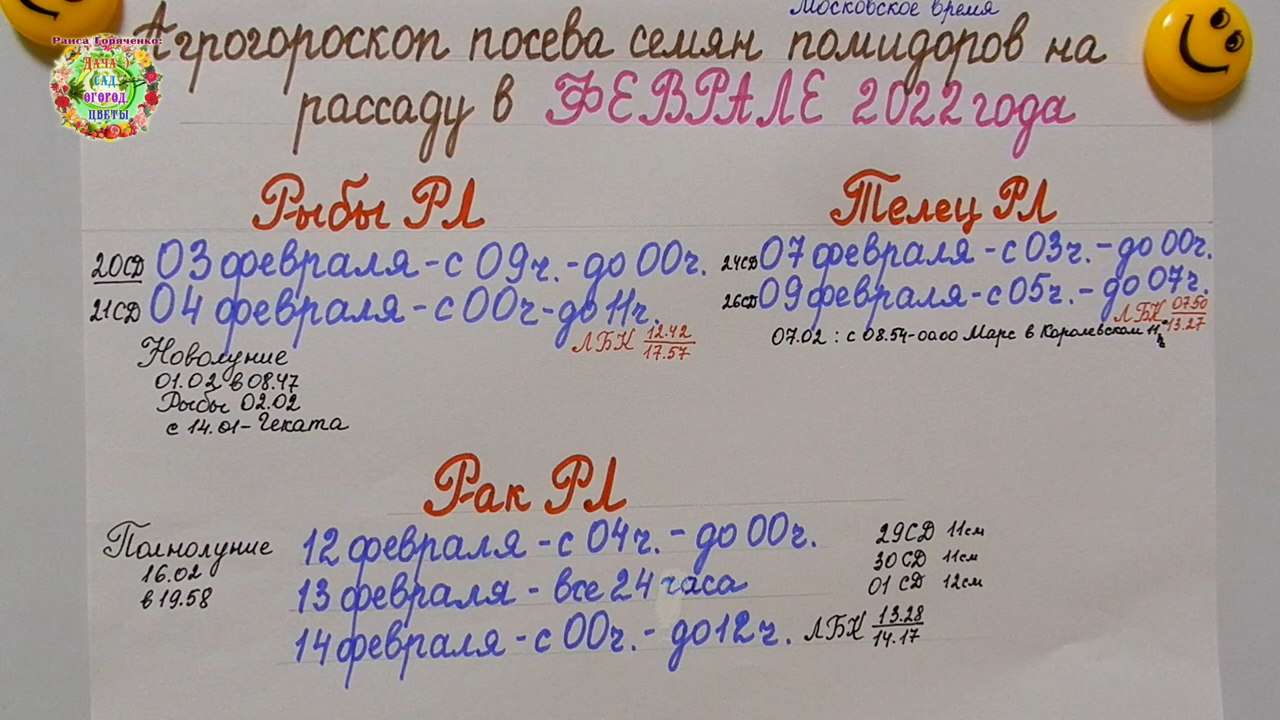 Московское время
Раиса Горяченко:
ДАЧА
САД
ОГОРОД
ЦВЕТЫ
Агрогороскоп посева семян помидоров на
рассаду в ФЕВРАЛЕ 2022 года
Рыбы РЛ
20СД 03 февраля - с 09ч. - до 00ч.
21СД 04 февраля - с 00ч - до 11ч.
ЛБК 12.42
17.57
Новолуние
01.02 в 08.47
Рыбы 02.02
с 14.01 - Геката
Телец РЛ
24СД 07 февраля - с 03ч. - до 00ч.
26СД 09 февраля - с 05ч. - до 07ч.
ЛБК 07.50
13.27
07.02 : с 08.54-00.00 Марс в Королевском
Рак РЛ
Полнолуние
16.02
в 19.58
12 февраля - с 04ч. - до 00ч.
13 февраля - все 24 часа
14 февраля - с 00ч. - до 12ч.
29СД 11см
30СД 11см
01 СД 12см
ЛБК 13.28
14.17